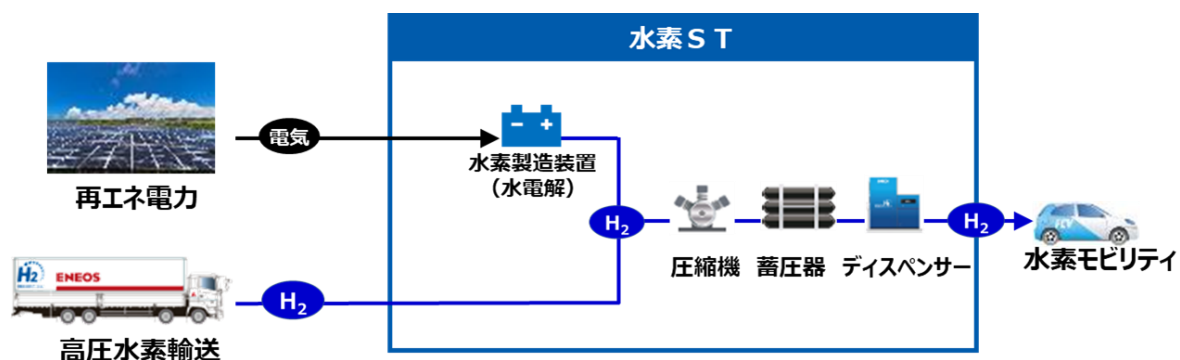 水素ＳＴ
電気
水素製造装置
（水電解）
再エネ電力
H2
H2
圧縮機
蓄圧器
ディスペンサー
FCV
水素モビリティ
H2
ENEOS
H2
高圧水素輸送